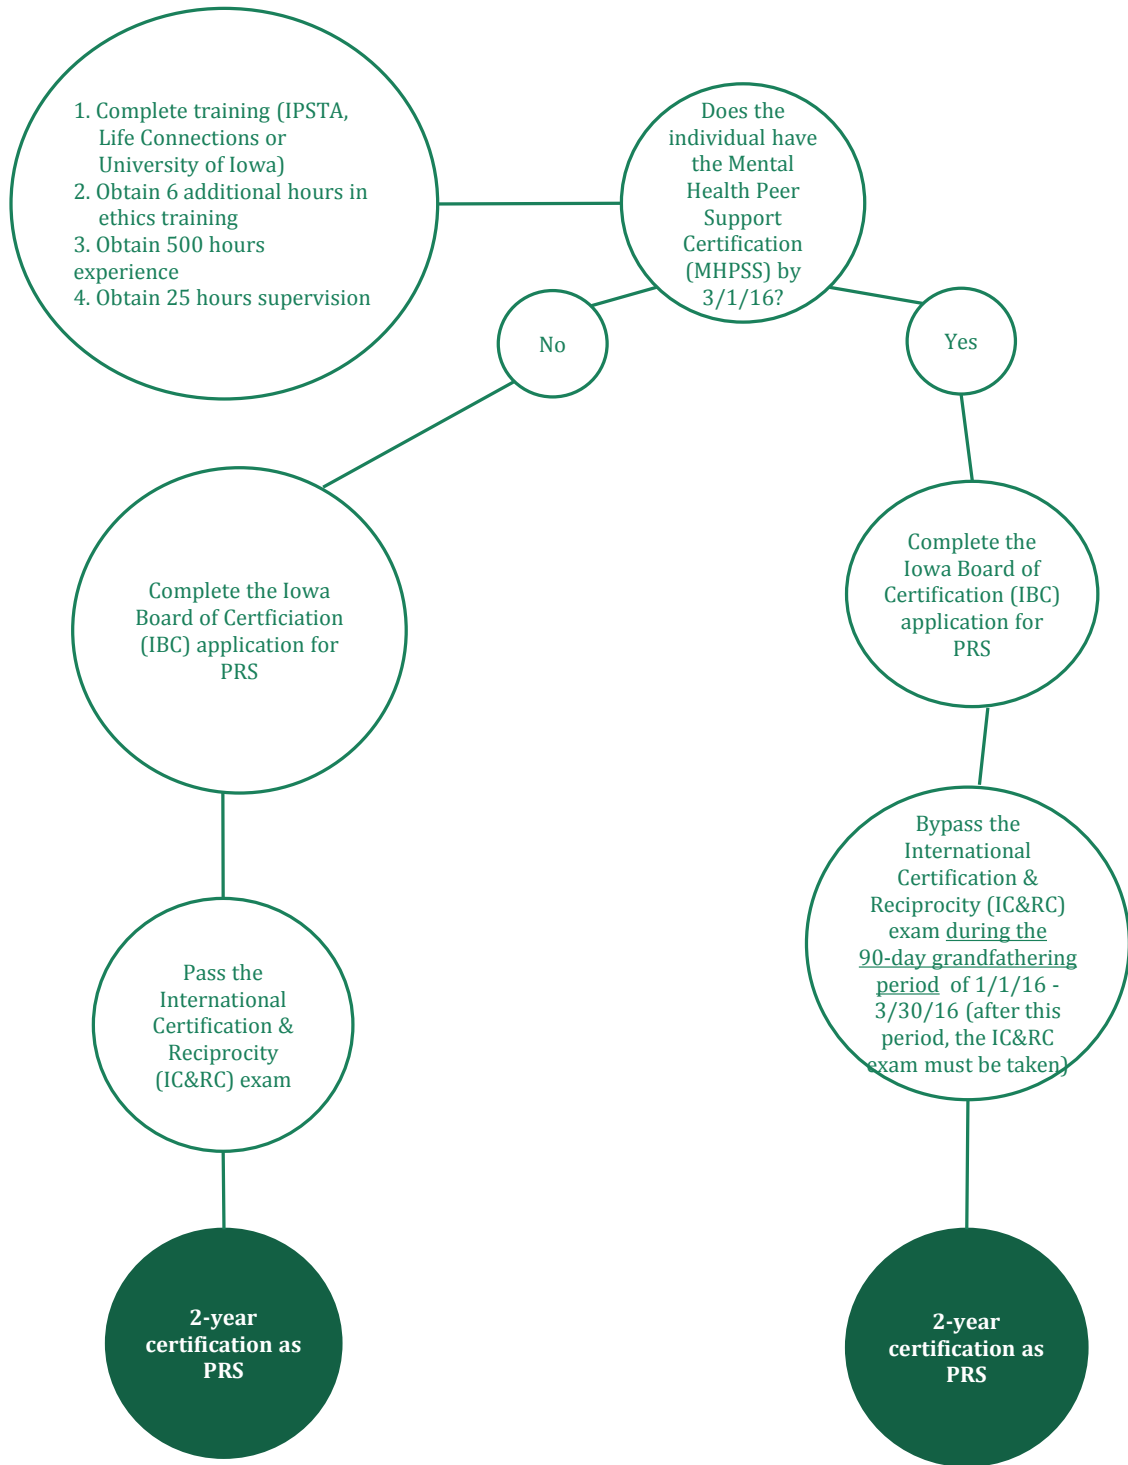 1. Complete training (IPSTA,
Life Connections or
University of Iowa)
2. Obtain 6 additional hours in
ethics training
3. Obtain 500 hours
experience
4. Obtain 25 hours supervision
Does the
individual have
the Mental
Health Peer
Support
Certification
(MHPSS) by
3/1/16?
No
Yes
Complete the Iowa
Board of Certficiation
(IBC) application for
PRS
Complete the
Iowa Board of
Certification (IBC)
application for
PRS
Pass the
International
Certification &
Reciprocity
(IC&RC) exam
Bypass the
International
Certification &
Reciprocity (IC&RC)
exam during the
90-day grandfathering
period of 1/1/16 -
3/30/16 (after this
period, the IC&RC
exam must be taken)
2-year
certification as
PRS
2-year
certification as
PRS